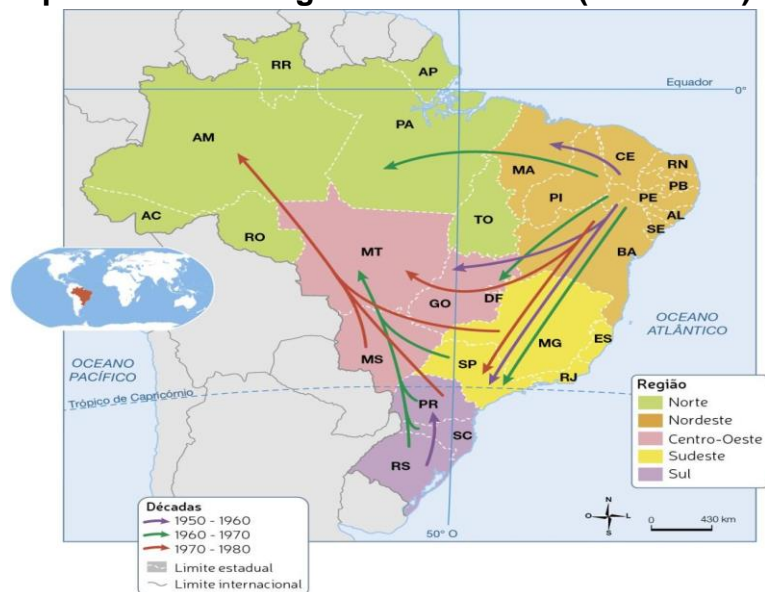 RR
AP
Equador
0°
AM
PA
MA
CE
RN
PB
PE
PI
AL
SE
AC
TO
RO
BA
MT
GO
DF
OCEANO
ATLÂNTICO
OCEANO
PACÍFICO
MG
ES
MS
SP
RJ
Trópico de Capricórnio
PR
SC
RS
50° O
Região
Norte
Nordeste
Centro-Oeste
Sudeste
Sul
Décadas
1950 - 1960
1960 - 1970
1970 - 1980
Limite estadual
Limite internacional
N
O
L
S
0
430 km